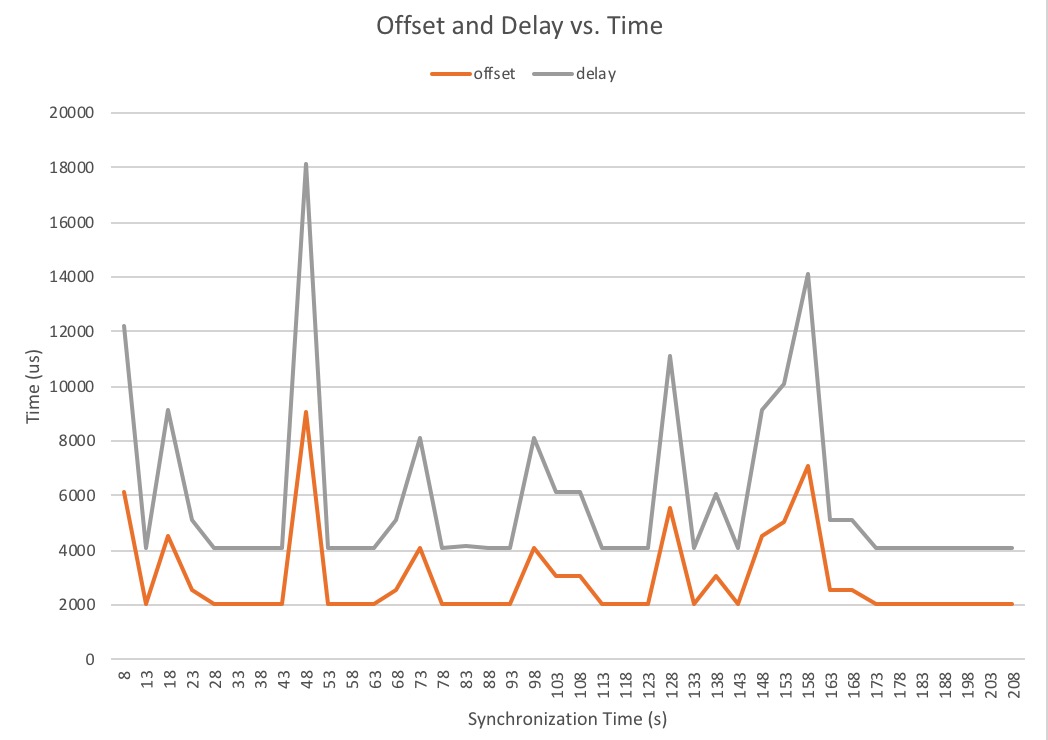 Offset and Delay vs. Time
offset delay
20000
18000
16000
14000
12000
10000
8000
6000
4000
2000
0
Time (us)
8 13 18 23 28 33 38 43 48 53 58 63 68 73 78 83 88 93 98 103 108 113 118 123 128 133 138 143 148 153 158 163 168 173 178 183 188 198 203 208
Synchronization Time (s)